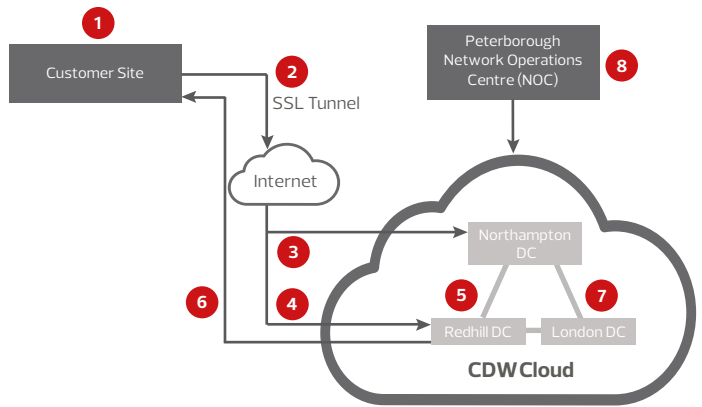 1
Customer Site
2
SSL Tunnel
Peterborough
Network Operations
Centre (NOC)
8
Internet
3
Northampton
DC
6
4
5
7
Redhill DC
London DC
CDW Cloud